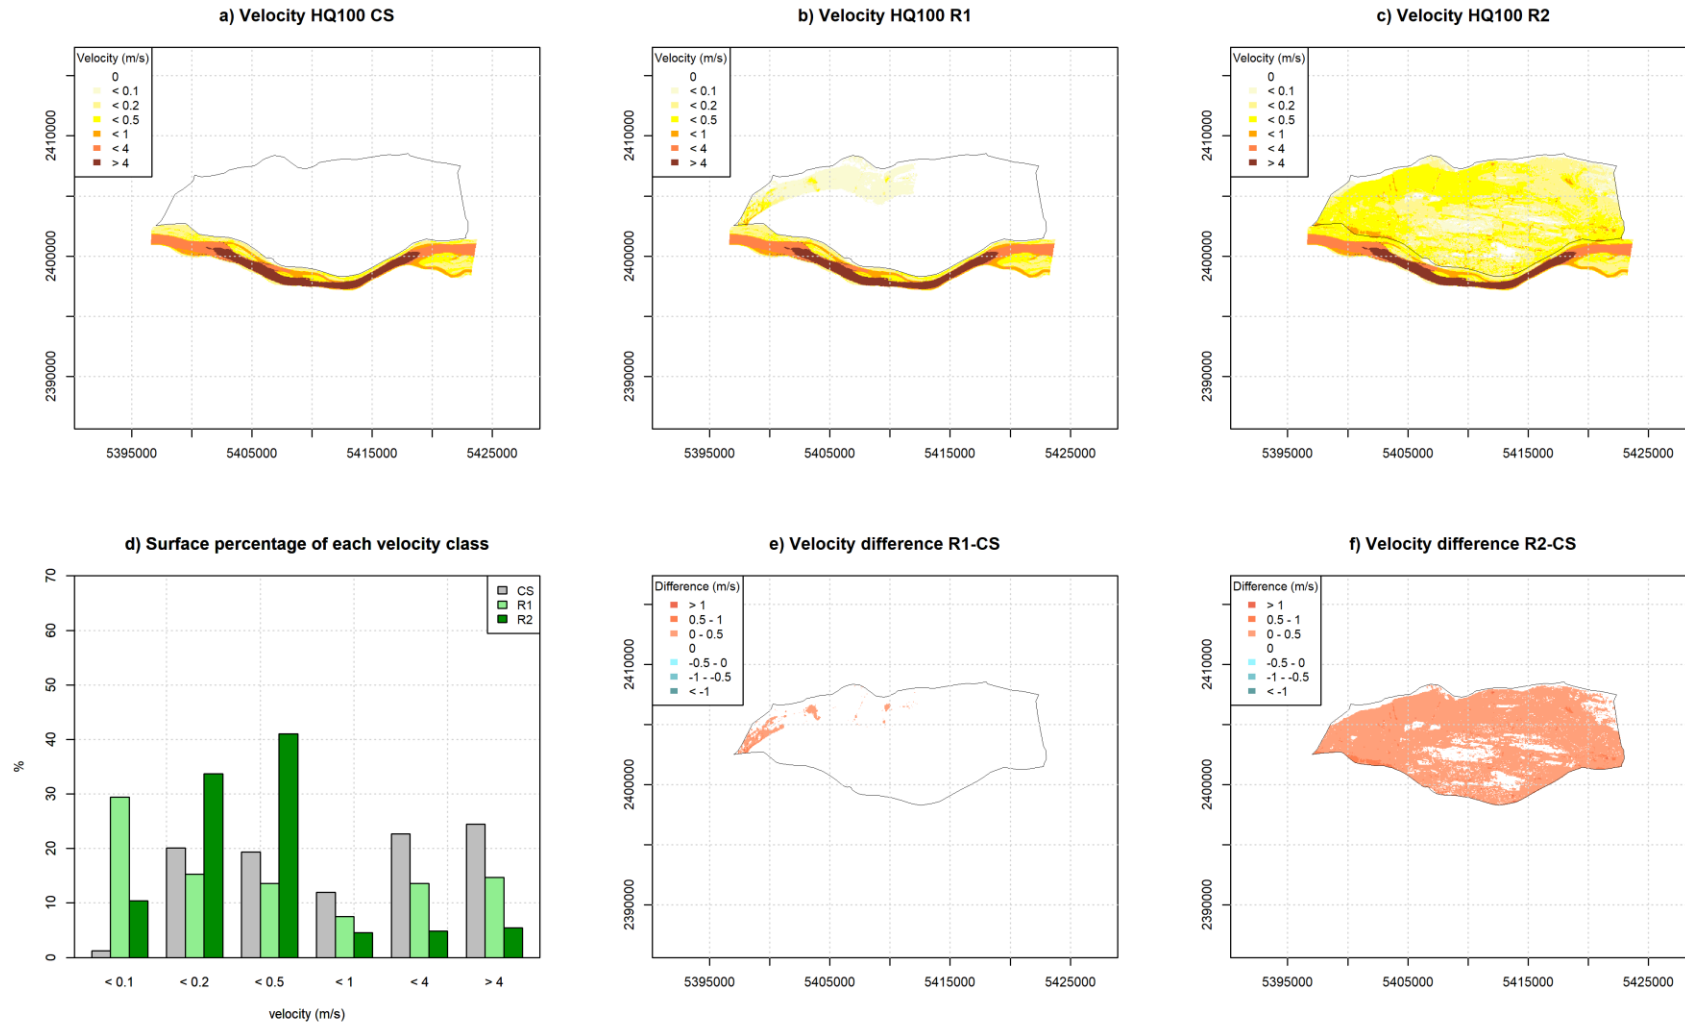 a) Velocity HQ100 CS
Velocity (m/s)
0
< 0.1
< 0.2
< 0.5
< 1
< 4
> 4
2410000
2400000
2390000
5395000 5405000 5415000 5425000
b) Velocity HQ100 R1
Velocity (m/s)
0
< 0.1
< 0.2
< 0.5
< 1
< 4
> 4
2410000
2400000
2390000
5395000 5405000 5415000 5425000
c) Velocity HQ100 R2
Velocity (m/s)
0
< 0.1
< 0.2
< 0.5
< 1
< 4
> 4
2410000
2400000
2390000
5395000 5405000 5415000 5425000
d) Surface percentage of each velocity class
CS
R1
R2
70
60
50
40
30
20
10
0
%
< 0.1 < 0.2 < 0.5 < 1 < 4 > 4
velocity (m/s)
e) Velocity difference R1-CS
Difference (m/s)
> 1
0.5 - 1
0 - 0.5
0
-0.5 - 0
-1 - -0.5
< -1
2410000
2400000
2390000
5395000 5405000 5415000 5425000
f) Velocity difference R2-CS
Difference (m/s)
> 1
0.5 - 1
0 - 0.5
0
-0.5 - 0
-1 - -0.5
< -1
2410000
2400000
2390000
5395000 5405000 5415000 5425000